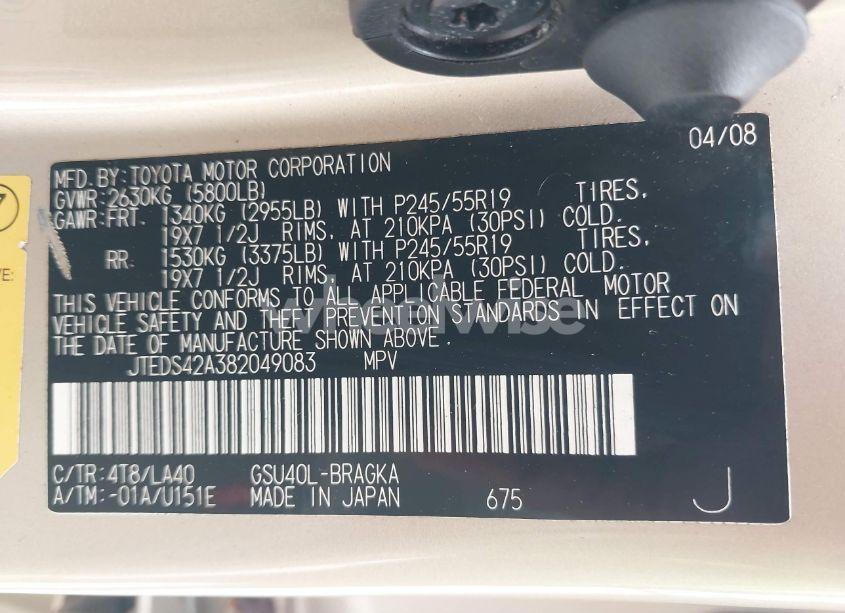 04/08
MFD.BY:TOYOTA MOTOR CORPORATION
GVWR:2630KG (5800LB)
GAWR:FRT. 1340KG (2955LB) WITH P245/55R19 TIRES,
19X7 1/2J RIMS, AT 210KPA (30PSI) COLD.
RR. 1530KG (3375LB) WITH P245/55R19 TIRES,
19X7 1/2J RIMS, AT 210KPA (30PSI) COLD.
THIS VEHICLE CONFORMS TO ALL APPLICABLE FEDERAL MOTOR
VEHICLE SAFETY AND THEFT PREVENTION STANDARDS IN EFFECT ON
THE DATE OF MANUFACTURE SHOWN ABOVE.
JTEDS42A382049083 MPV
C/TR:4T8/LA40 GSU40L-BRAGKA
A/TM:-01A/U151E MADE IN JAPAN 675 J
wheelwise